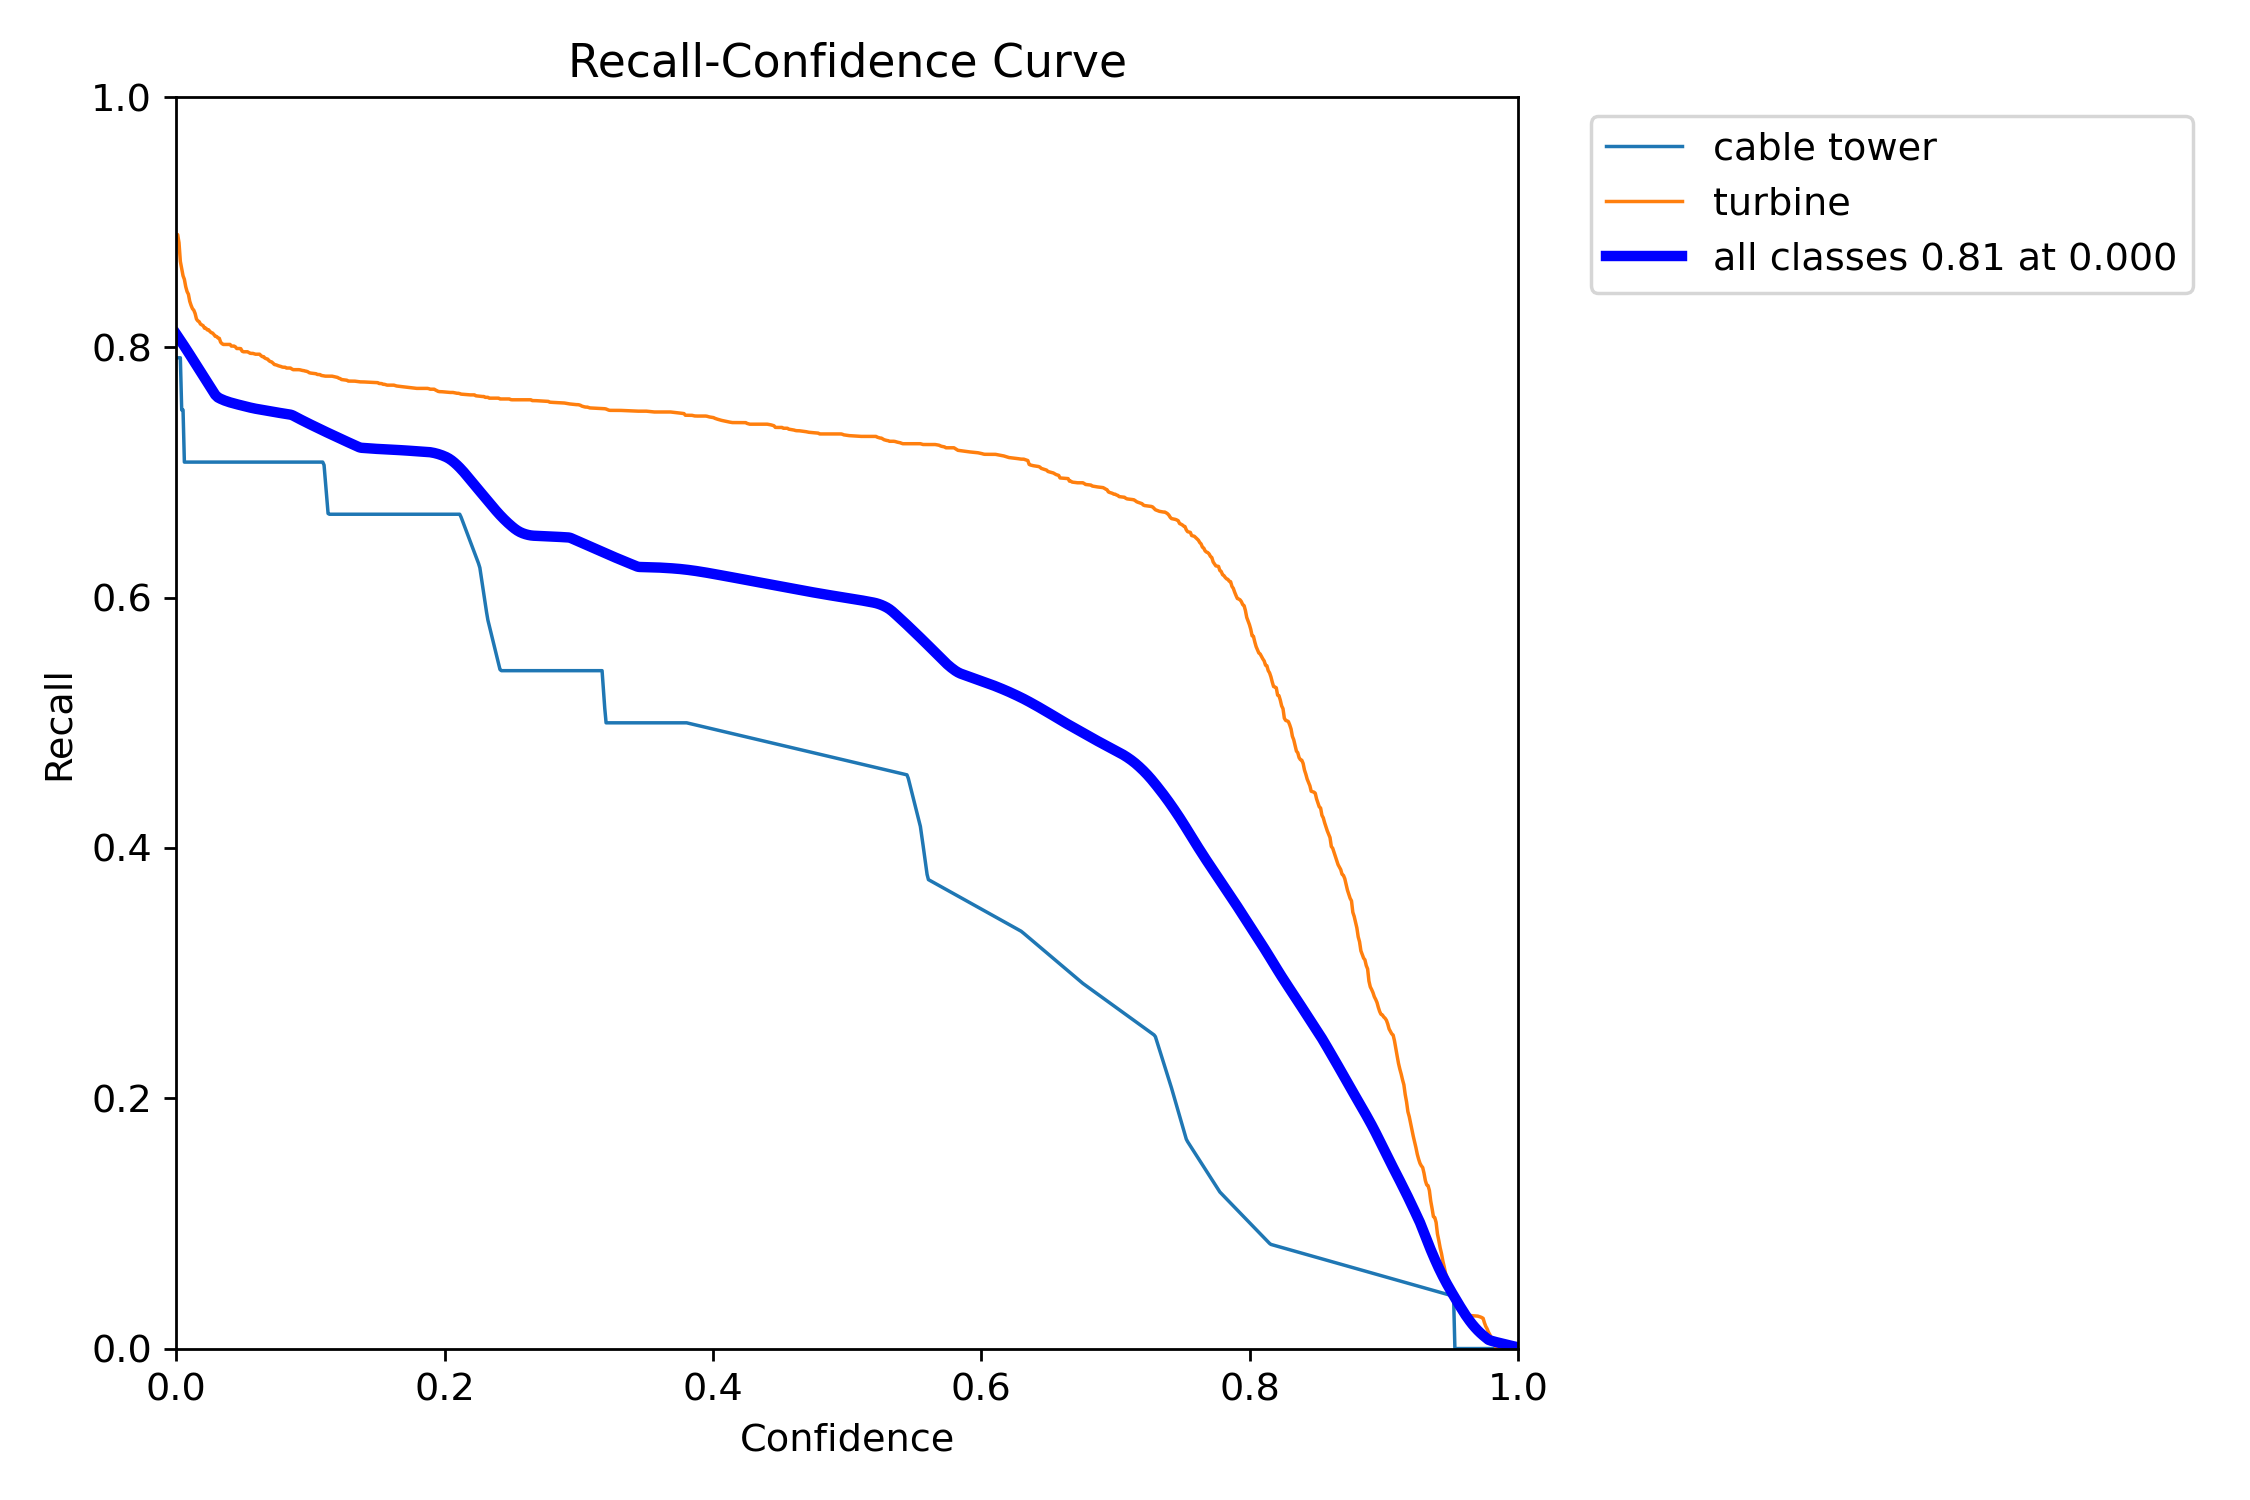 Recall-Confidence Curve
1.0
0.8
0.6
0.4
0.2
0.0
Recall
0.0 0.2 0.4 0.6 0.8 1.0
Confidence
cable tower
turbine
all classes 0.81 at 0.000